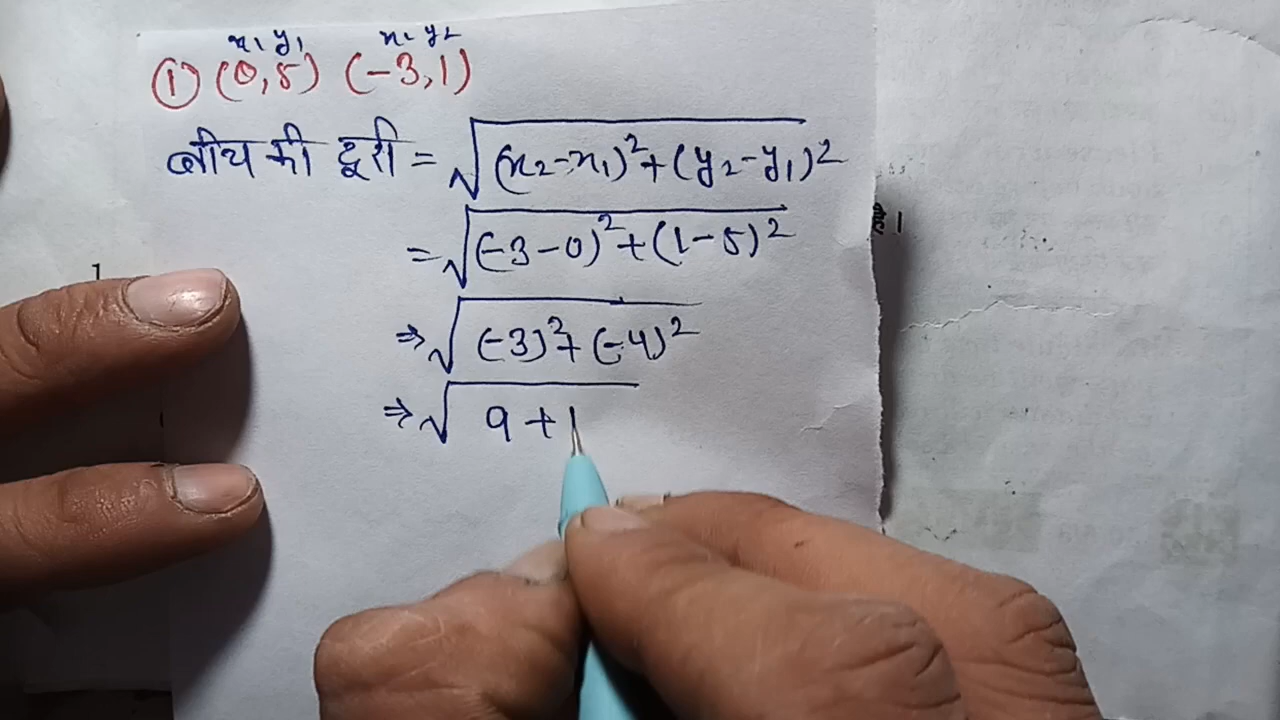 x₁ y₁ x₂ y₂
① (0,5) (-3,1)
बीच की दूरी = √(x₂-x₁)²+(y₂-y₁)²
= √(-3-0)²+(1-5)²
⇒ √(-3)²+(-4)²
⇒ √9+1
1
है।